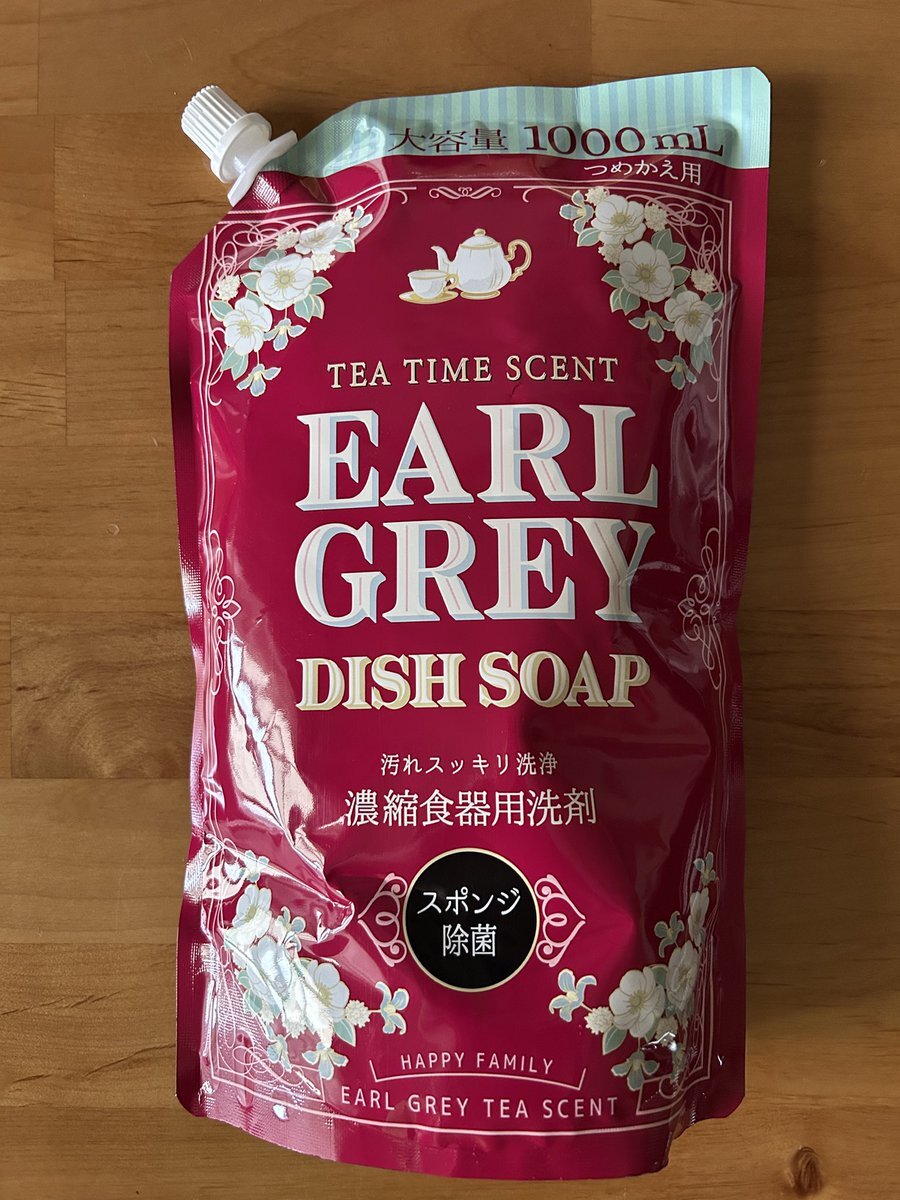 大容量 1000mL
つめかえ用
TEA TIME SCENT
EARL
GREY
DISH SOAP
汚れスッキリ洗浄
濃縮食器用洗剤
スポンジ
除菌
HAPPY FAMILY
EARL GREY TEA SCENT